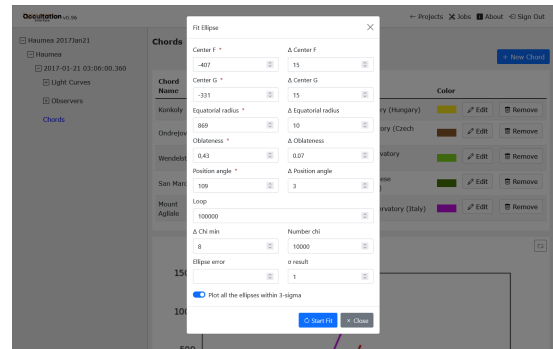 Occultation v0.56
← Projects Jobs About Sign Out
Haumea 2017Jan21
Haumea
2017-01-21 03:06:00.360
Light Curves
Observers
Chords
Chords
+ New Chord
Chord Name
Color
Konkoly
ry (Hungary)
Edit
Remove
Ondrejov
ory (Czech
Edit
Remove
Wendelst
vatory
Edit
Remove
San Marc
ese
Edit
Remove
Mount Agliale
ervatory (Italy)
Edit
Remove
150
100
500
Fit Ellipse
Center F *
Δ Center F
-407
15
Center G *
Δ Center G
-331
15
Equatorial radius *
Δ Equatorial radius
869
10
Oblateness *
Δ Oblateness
0,43
0.07
Position angle *
Δ Position angle
109
3
Loop
100000
Δ Chi min
Number chi
8
10000
Ellipse error
σ result
1
Plot all the ellipses within 3-sigma
Start Fit
× Close